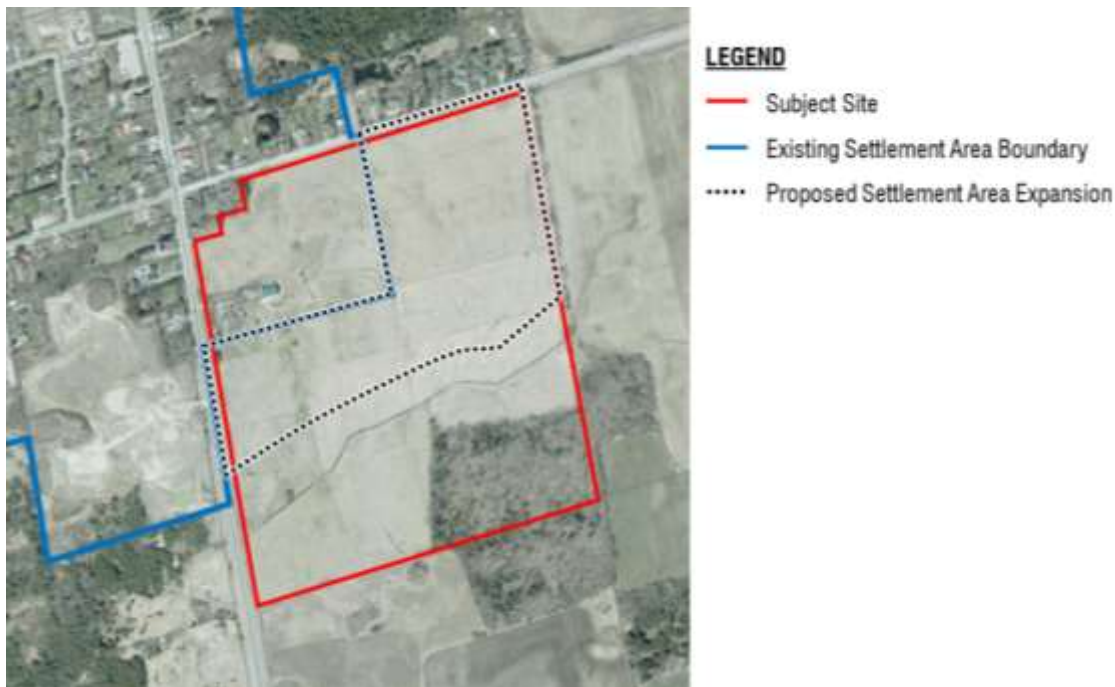 LEGEND
Subject Site
Existing Settlement Area Boundary
Proposed Settlement Area Expansion